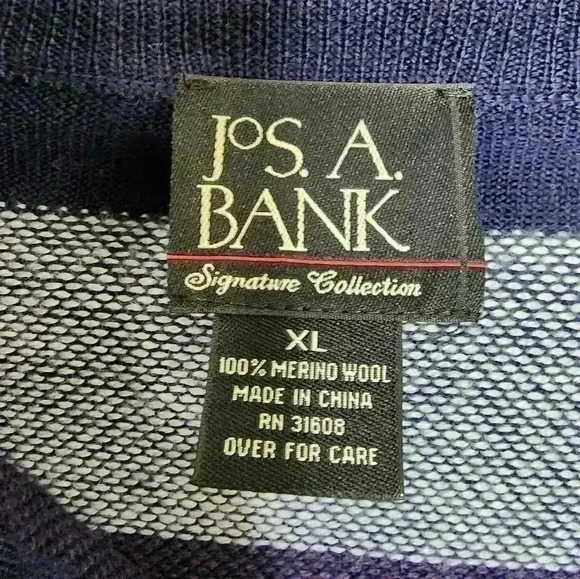 JOS. A.
BANK
Signature Collection
XL
100% MERINO WOOL
MADE IN CHINA
RN 31608
OVER FOR CARE